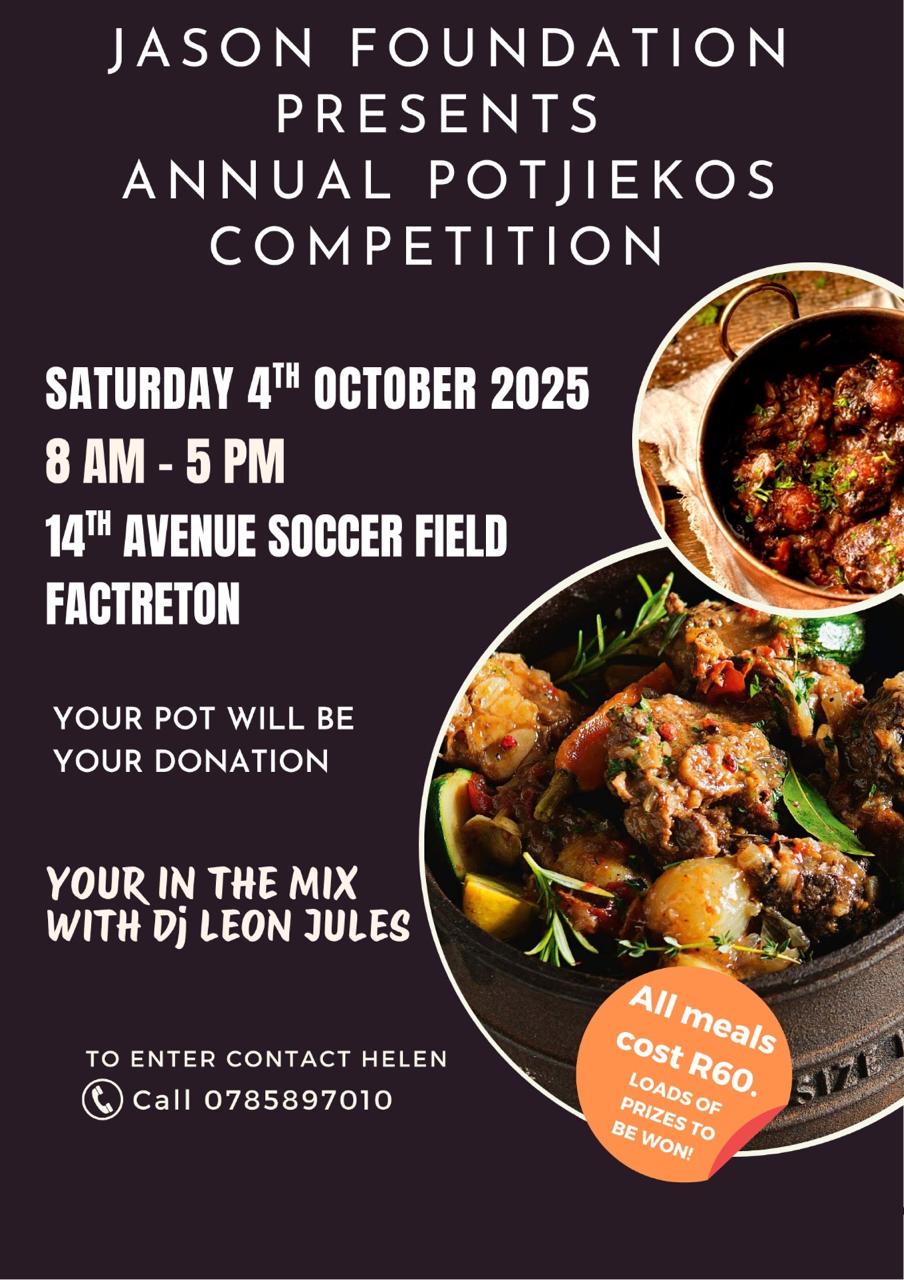 JASON FOUNDATION
PRESENTS
ANNUAL POTJIEKOS
COMPETITION
SATURDAY 4TH OCTOBER 2025
8 AM - 5 PM
14TH AVENUE SOCCER FIELD
FACTRETON
YOUR POT WILL BE
YOUR DONATION
YOUR IN THE MIX
WITH Dj LEON JULES
TO ENTER CONTACT HELEN
Call 0785897010
All meals
cost R60.
LOADS OF
PRIZES TO
BE WON!
SIZE